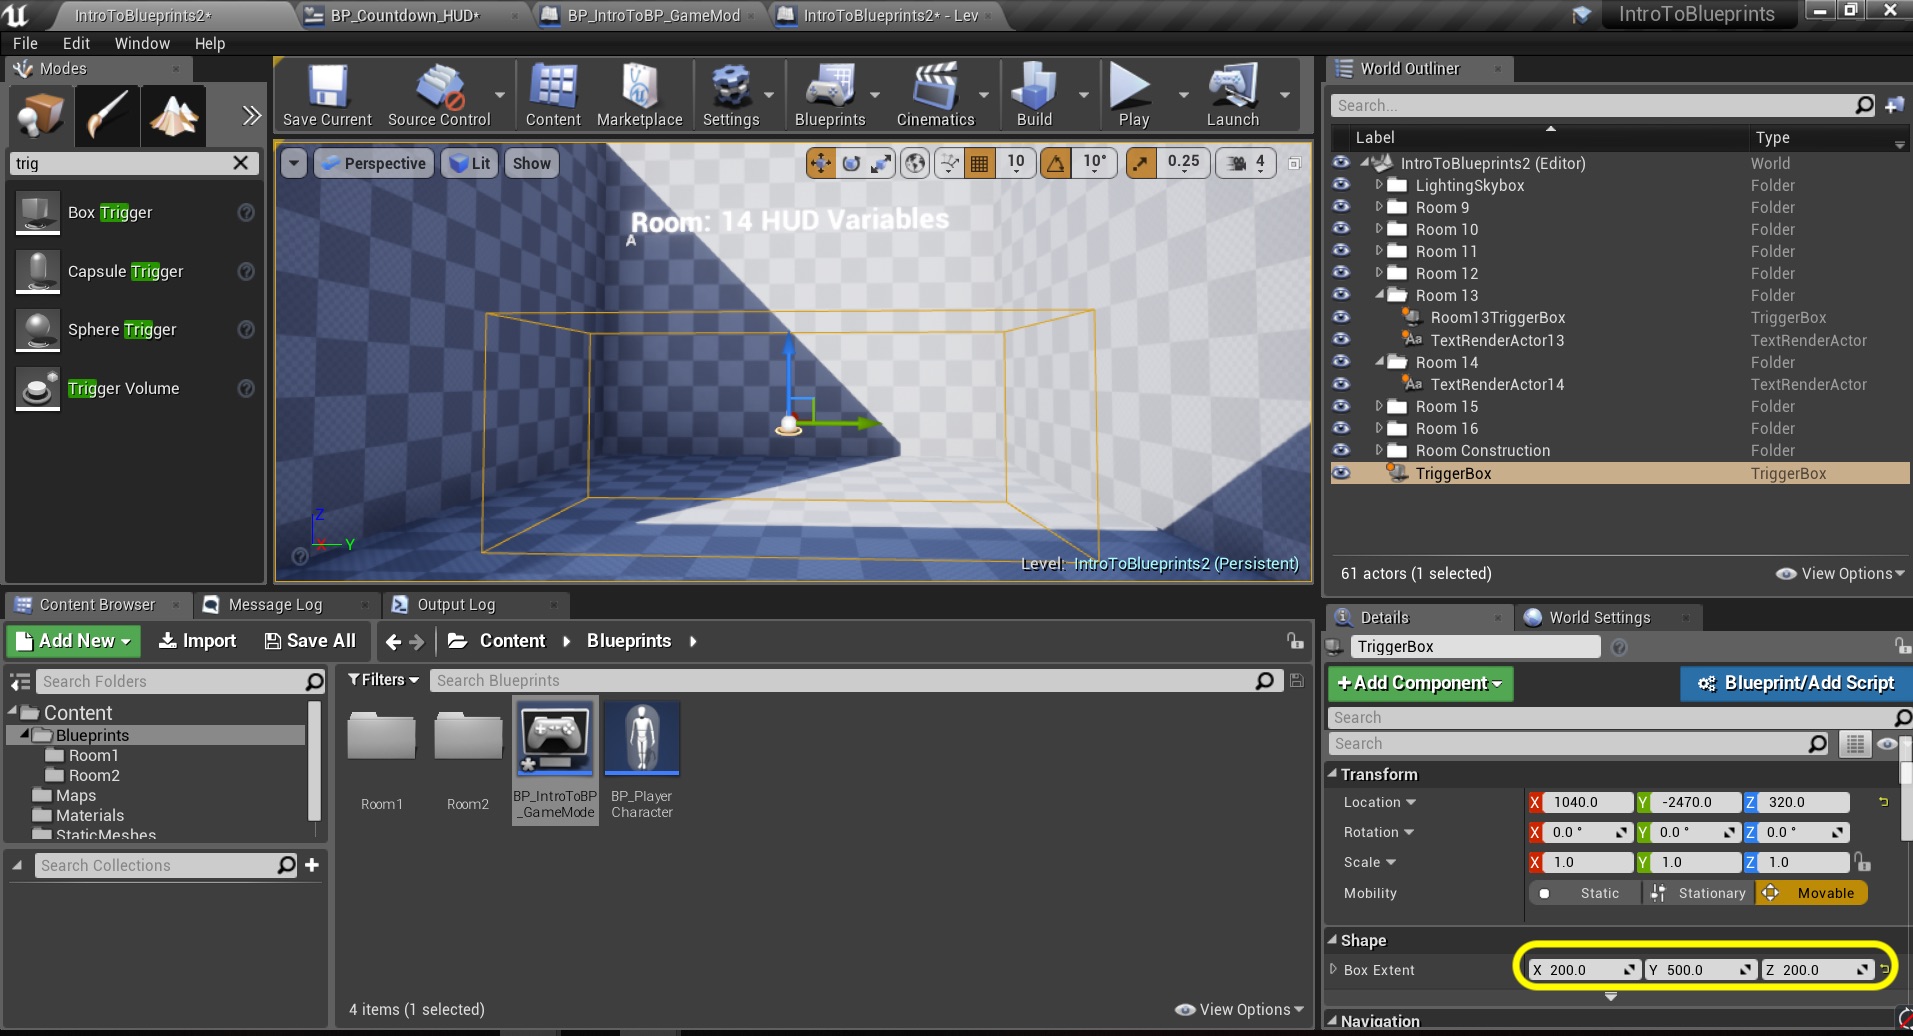 IntroToBlueprints2*
BP_Countdown_HUD*
BP_IntroToBP_GameMod
IntroToBlueprints2* - Lev
IntroToBlueprints
File Edit Window Help
Modes
trig
Box Trigger
Capsule Trigger
Sphere Trigger
Trigger Volume
Save Current Source Control Content Marketplace Settings Blueprints Cinematics Build Play Launch
Perspective Lit Show 10 10° 0.25 4
Room: 14 HUD Variables
A
Z
X Y
Level: IntroToBlueprints2 (Persistent)
World Outliner
Search...
Label Type
IntroToBlueprints2 (Editor) World
LightingSkybox Folder
Room 9 Folder
Room 10 Folder
Room 11 Folder
Room 12 Folder
Room 13 Folder
Room13TriggerBox TriggerBox
Aa TextRenderActor13 TextRenderActor
Room 14 Folder
Aa TextRenderActor14 TextRenderActor
Room 15 Folder
Room 16 Folder
Room Construction Folder
TriggerBox TriggerBox
61 actors (1 selected) View Options
Content Browser Message Log Output Log
Add New Import Save All Content Blueprints
Search Folders
Content
Blueprints
Room1
Room2
Maps
Materials
StaticMeshes
Search Collections
Filters Search Blueprints
Room1
Room2
BP_IntroToBP
_GameMode
BP_Player
Character
4 items (1 selected) View Options
Details World Settings
TriggerBox
+Add Component Blueprint/Add Script
Search
Search
Transform
Location X 1040.0 Y -2470.0 Z 320.0
Rotation X 0.0 ° Y 0.0 ° Z 0.0 °
Scale X 1.0 Y 1.0 Z 1.0
Mobility Static Stationary Movable
Shape
Box Extent X 200.0 Y 500.0 Z 200.0
Navigation